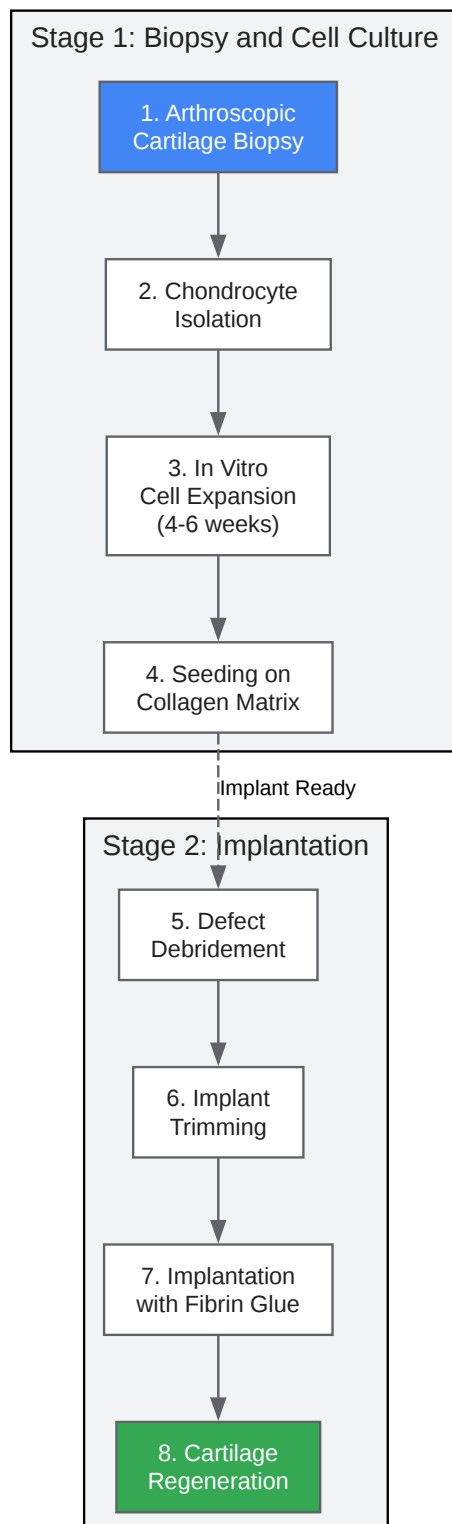 Stage 1: Biopsy and Cell Culture
1. Arthroscopic
Cartilage Biopsy
2. Chondrocyte
Isolation
3. In Vitro
Cell Expansion
(4-6 weeks)
4. Seeding on
Collagen Matrix
Implant Ready
Stage 2: Implantation
5. Defect
Debridement
6. Implant
Trimming
7. Implantation
with Fibrin Glue
8. Cartilage
Regeneration